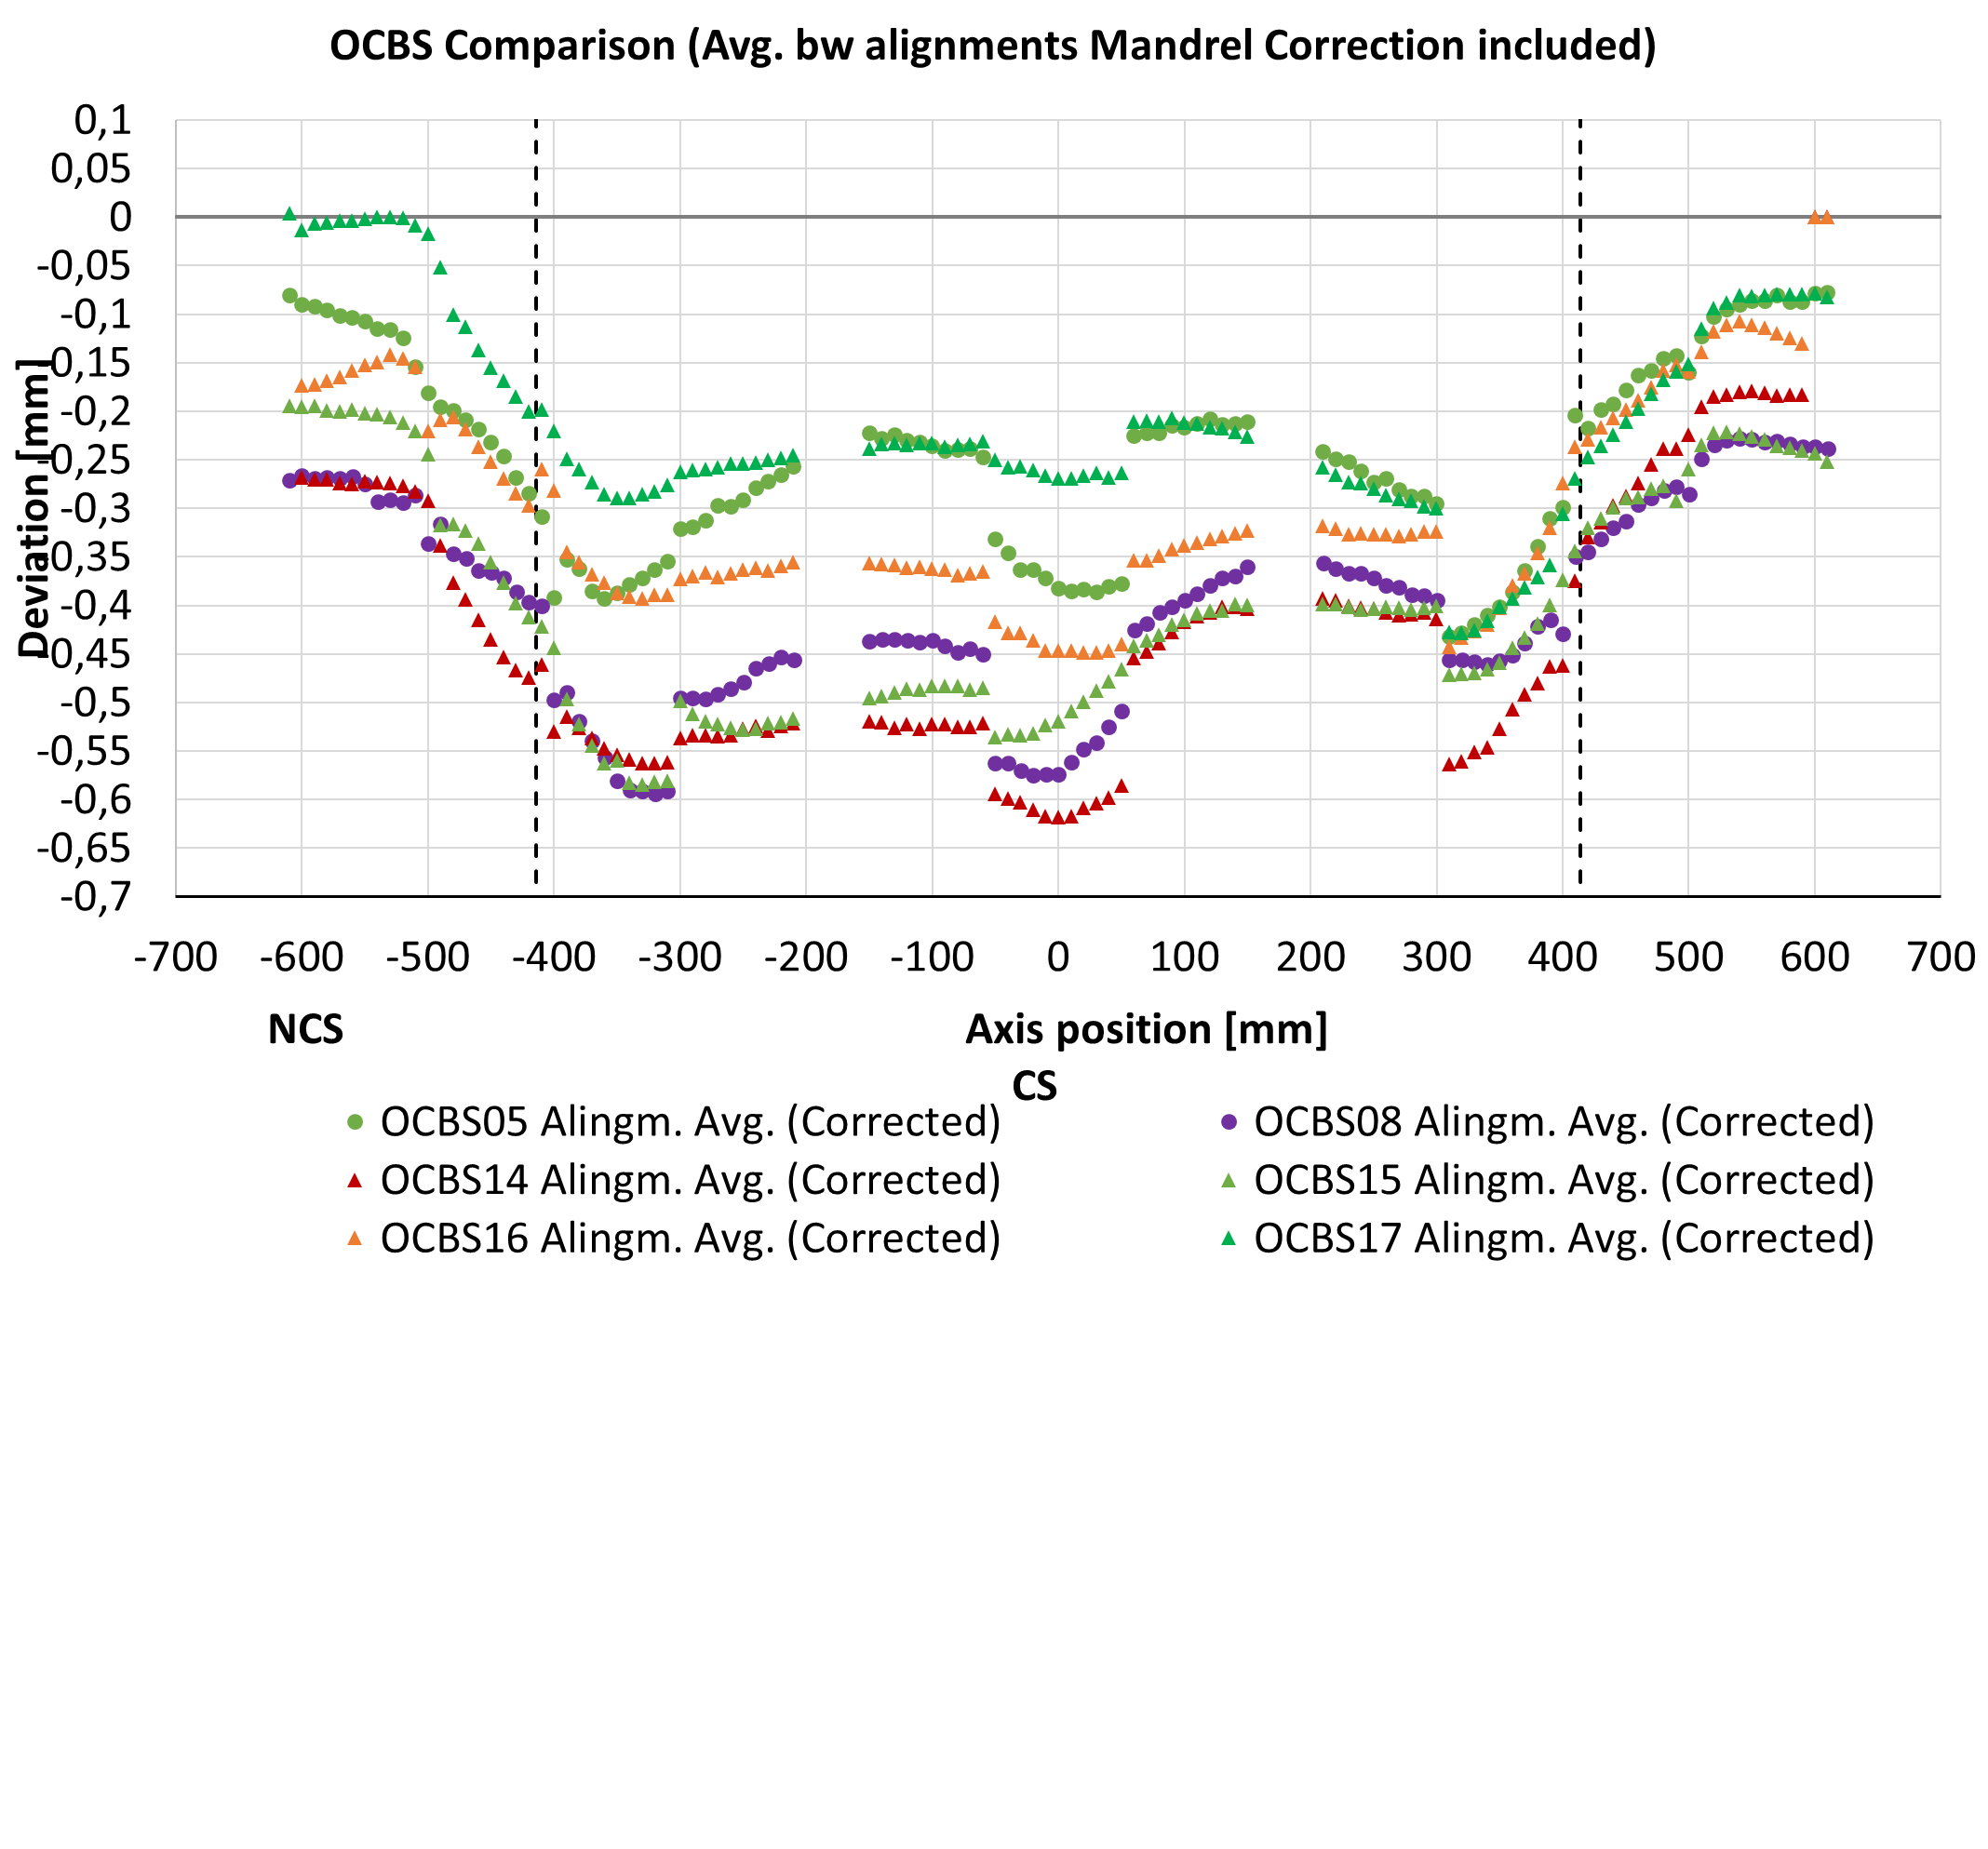 OCBS Comparison (Avg. bw alignments Mandrel Correction included)
0,1
0,05
0
-0,05
-0,1
-0,15
-0,2
-0,25
-0,3
-0,35
-0,4
-0,45
-0,5
-0,55
-0,6
-0,65
-0,7
Deviation [mm]
-700 -600 -500 -400 -300 -200 -100 0 100 200 300 400 500 600 700
NCS Axis position [mm]
CS
OCBS05 Alingm. Avg. (Corrected) OCBS08 Alingm. Avg. (Corrected)
OCBS14 Alingm. Avg. (Corrected) OCBS15 Alingm. Avg. (Corrected)
OCBS16 Alingm. Avg. (Corrected) OCBS17 Alingm. Avg. (Corrected)